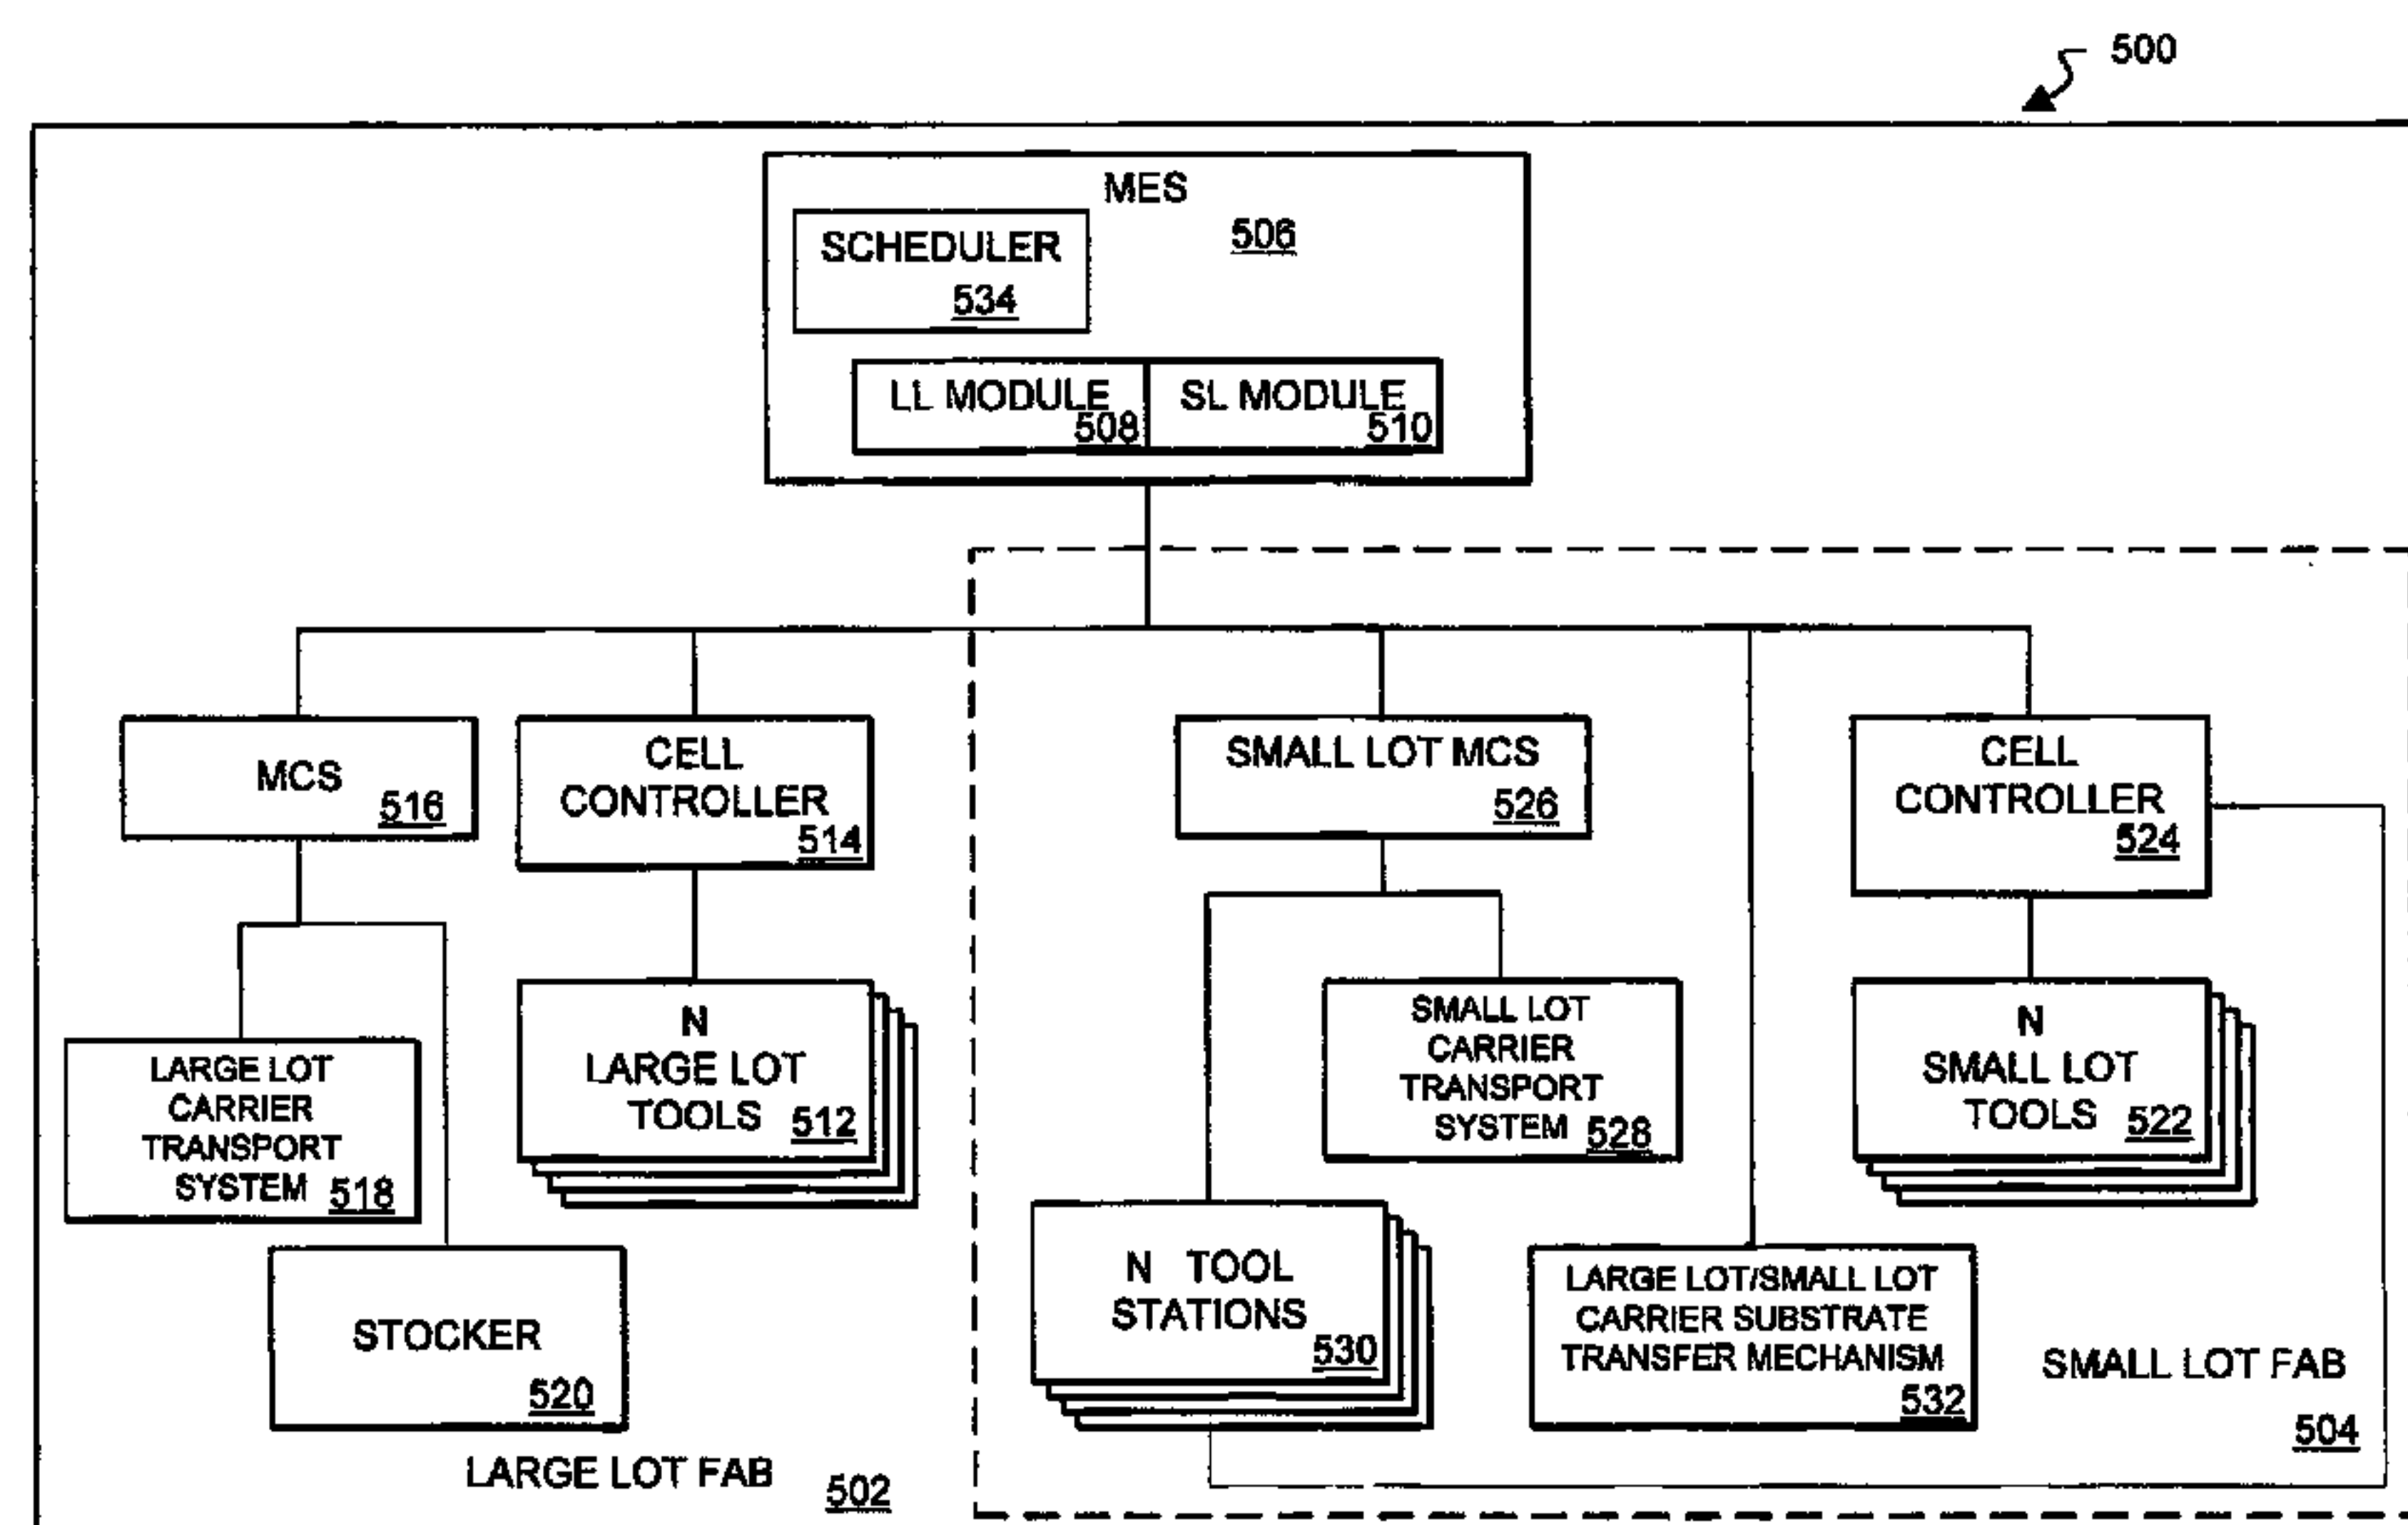 500
MES
506
SCHEDULER
534
LL MODULE
508
SL MODULE
510
MCS
516
CELL
CONTROLLER
514
SMALL LOT MCS
526
CELL
CONTROLLER
524
LARGE LOT
CARRIER
TRANSPORT
SYSTEM 518
N
LARGE LOT
TOOLS 512
SMALL LOT
CARRIER
TRANSPORT
SYSTEM 528
N
SMALL LOT
TOOLS 522
STOCKER
520
N TOOL
STATIONS
530
LARGE LOT/SMALL LOT
CARRIER SUBSTRATE
TRANSFER MECHANISM
532
SMALL LOT FAB
504
LARGE LOT FAB
502